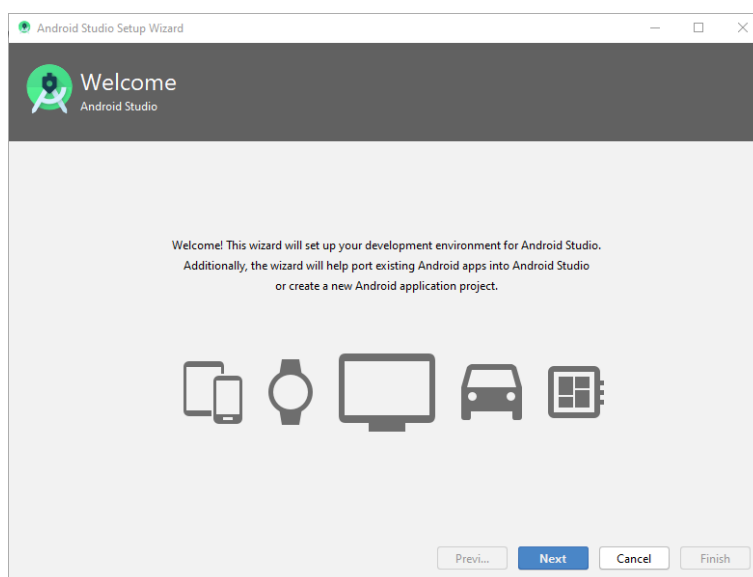 Android Studio Setup Wizard
Welcome
Android Studio
Welcome! This wizard will set up your development environment for Android Studio.
Additionally, the wizard will help port existing Android apps into Android Studio
or create a new Android application project.
Previ... Next Cancel Finish